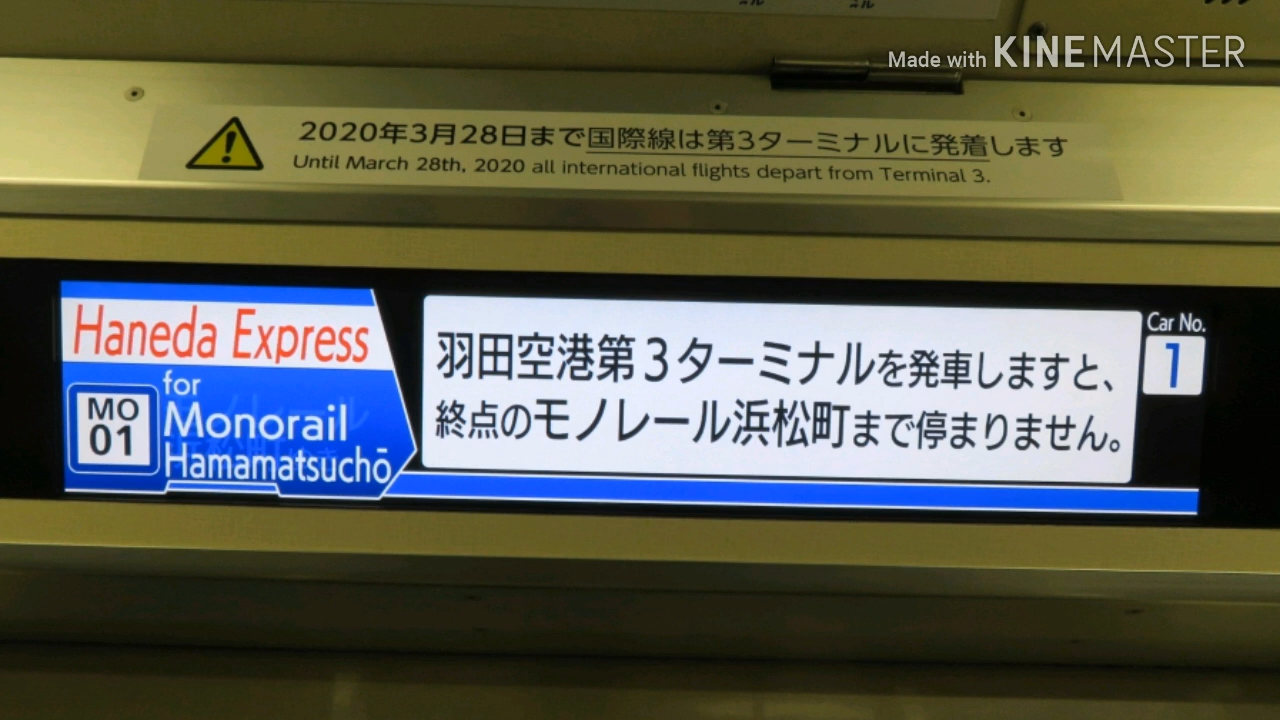 Made with KINEMASTER
2020年3月28日まで国際線は第3ターミナルに発着します
Until March 28th, 2020 all international flights depart from Terminal 3.
Haneda Express
for
MO
01
Monorail
Hamamatsuchō
羽田空港第3ターミナルを発車しますと、
終点のモノレール浜松町まで停まりません。
Car No.
1